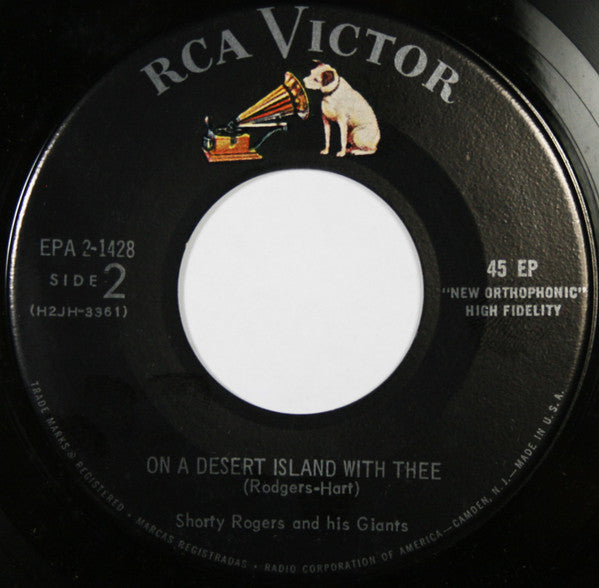 RCA VICTOR
EPA 2-1428
SIDE 2
(H2JH-3361)
45 EP
"NEW ORTHOPHONIC"
HIGH FIDELITY
ON A DESERT ISLAND WITH THEE
(Rodgers-Hart)
Shorty Rogers and his Giants
TRADE MARKS ® REGISTERED • MARCAS REGISTRADAS • RADIO CORPORATION OF AMERICA—CAMDEN, N. J.—MADE IN U.S.A.